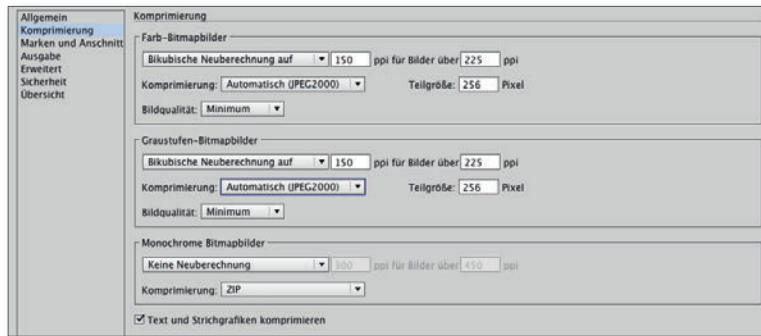 Allgemein
Komprimierung
Marken und Anschnitt
Ausgabe
Erweitert
Sicherheit
Übersicht
Komprimierung
Farb-Bitmapbilder
Bikubische Neuberechnung auf 150 ppi für Bilder über 225 ppi
Komprimierung: Automatisch (JPEG2000) Teilgröße: 256 Pixel
Bildqualität: Minimum
Graustufen-Bitmapbilder
Bikubische Neuberechnung auf 150 ppi für Bilder über 225 ppi
Komprimierung: Automatisch (JPEG2000) Teilgröße: 256 Pixel
Bildqualität: Minimum
Monochrome Bitmapbilder
Keine Neuberechnung 300 ppi für Bilder über 450 ppi
Komprimierung: ZIP
Text und Strichgrafiken komprimieren